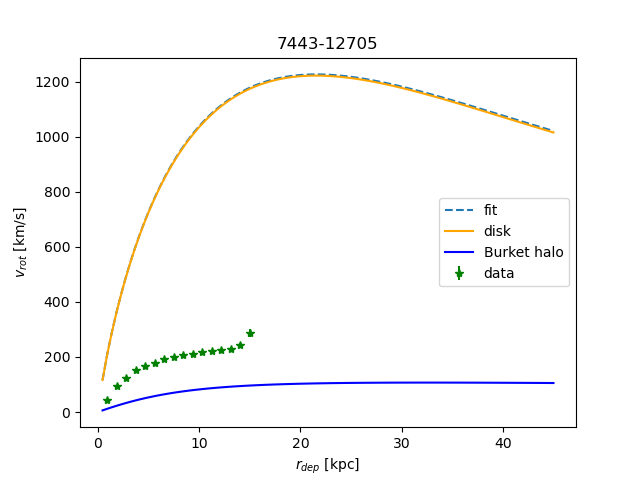 7443-12705
1200
1000
800
600
400
200
0
v_rot [km/s]
fit
disk
Burket halo
data
0 10 20 30 40
r_dep [kpc]